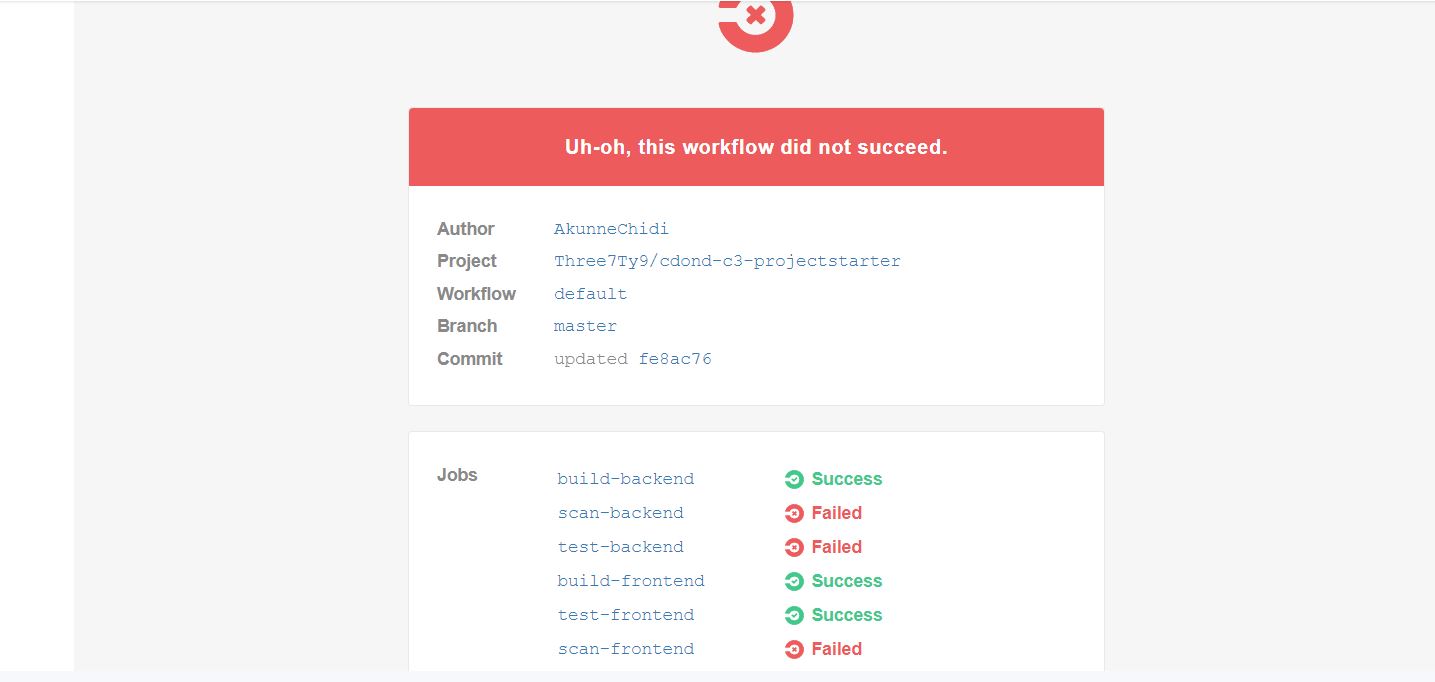 Uh-oh, this workflow did not succeed.
Author AkunneChidi
Project Three7Ty9/cdond-c3-projectstarter
Workflow default
Branch master
Commit updated fe8ac76
Jobs build-backend Success
scan-backend Failed
test-backend Failed
build-frontend Success
test-frontend Success
scan-frontend Failed